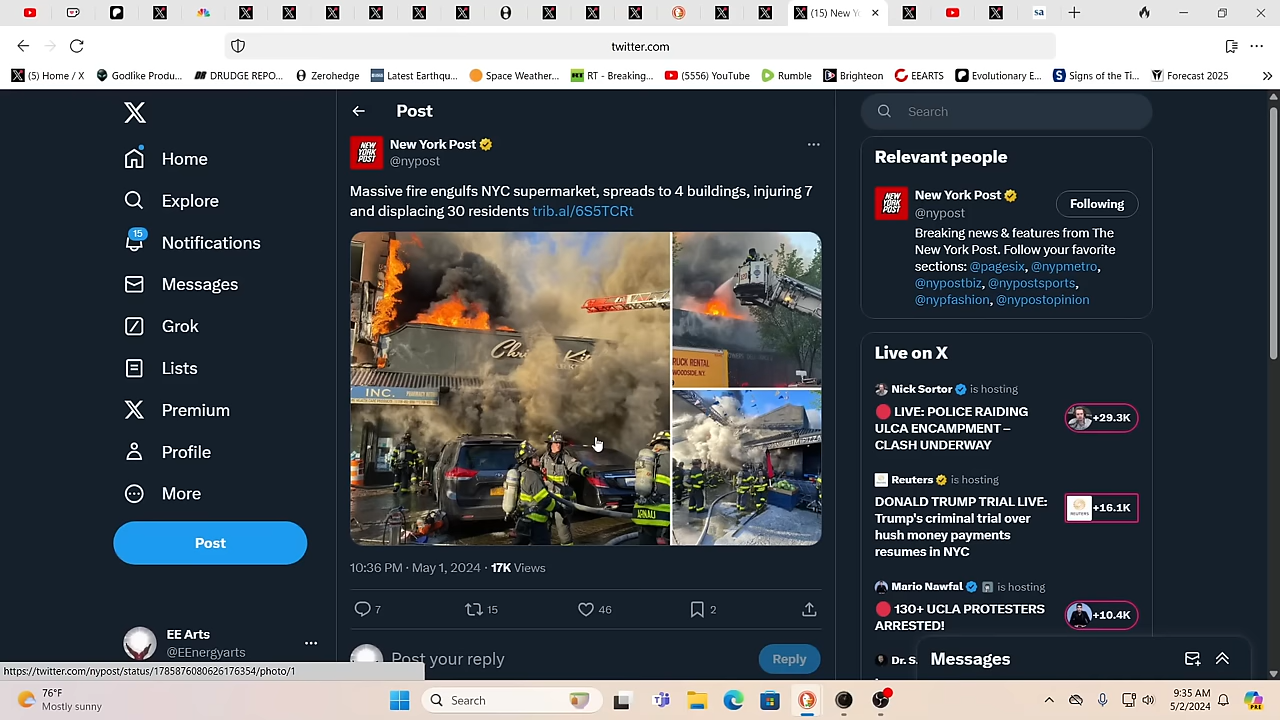 (15) New Y
twitter.com
(5) Home / X
Godlike Produ...
DRUDGE REPO...
Zerohedge
Latest Earthqu...
Space Weather...
RT - Breaking...
(5556) YouTube
Rumble
Brighteon
EEARTS
Evolutionary E...
Signs of the Ti...
Forecast 2025
Home
Explore
15
Notifications
Messages
Grok
Lists
Premium
Profile
More
Post
EE Arts
@EEnergyarts
Post
New York Post
@nypost
Massive fire engulfs NYC supermarket, spreads to 4 buildings, injuring 7
and displacing 30 residents trib.al/6S5TCRt
INC.
RUCK RENTAL
WOODSIDE, N.Y.
10:36 PM · May 1, 2024 · 17K Views
7
15
46
2
Post your reply
Reply
Search
Relevant people
New York Post
@nypost
Following
Breaking news & features from The
New York Post. Follow your favorite
sections: @pagesix, @nypmetro,
@nypostbiz, @nypostsports,
@nypfashion, @nypostopinion
Live on X
Nick Sortor is hosting
LIVE: POLICE RAIDING
ULCA ENCAMPMENT –
CLASH UNDERWAY
+29.3K
Reuters is hosting
DONALD TRUMP TRIAL LIVE:
Trump's criminal trial over
hush money payments
resumes in NYC
+16.1K
Mario Nawfal is hosting
130+ UCLA PROTESTERS
ARRESTED!
+10.4K
Dr. S
Messages
https://twitter.com/nypost/status/1785876080626176354/photo/1
76°F
Mostly sunny
Search
9:35 AM
5/2/2024